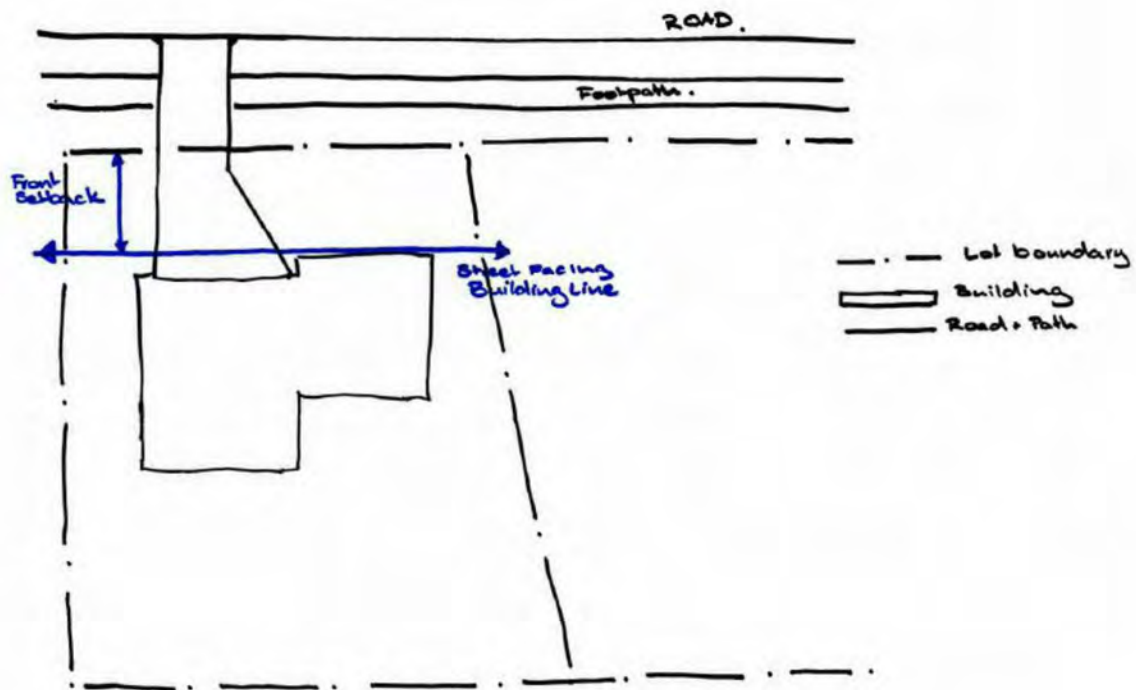 ROAD.
Footpath.
Front
Setback
Street Facing
Building Line
Lot boundary
Building
Road + Path